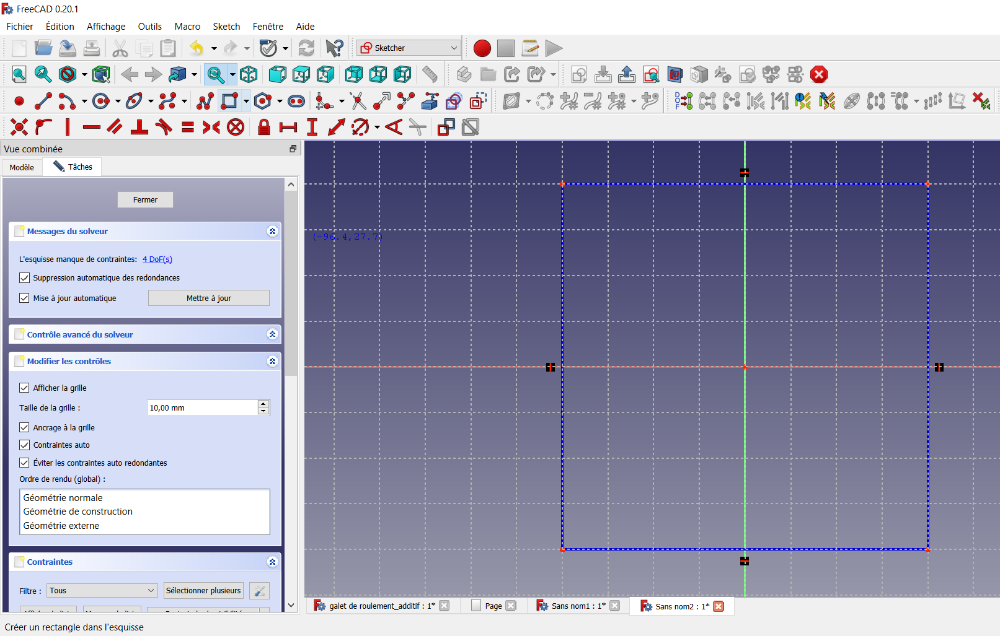 FreeCAD 0.20.1
Fichier Édition Affichage Outils Macro Sketch Fenêtre Aide
Sketcher
Vue combinée
Modèle Tâches
Fermer
Messages du solveur
L'esquisse manque de contraintes: 4 DoF(s)
Suppression automatique des redondances
Mise à jour automatique Mettre à jour
Contrôle avancé du solveur
Modifier les contrôles
Afficher la grille
Taille de la grille : 10,00 mm
Ancrage à la grille
Contraintes auto
Éviter les contraintes auto redondantes
Ordre de rendu (global) :
Géométrie normale
Géométrie de construction
Géométrie externe
Contraintes
Filtre : Tous Sélectionner plusieurs
(-96.4,27.7)
galet de roulement_additif : 1* Page Sans nom1 : 1* Sans nom2 : 1*
Créer un rectangle dans l'esquisse